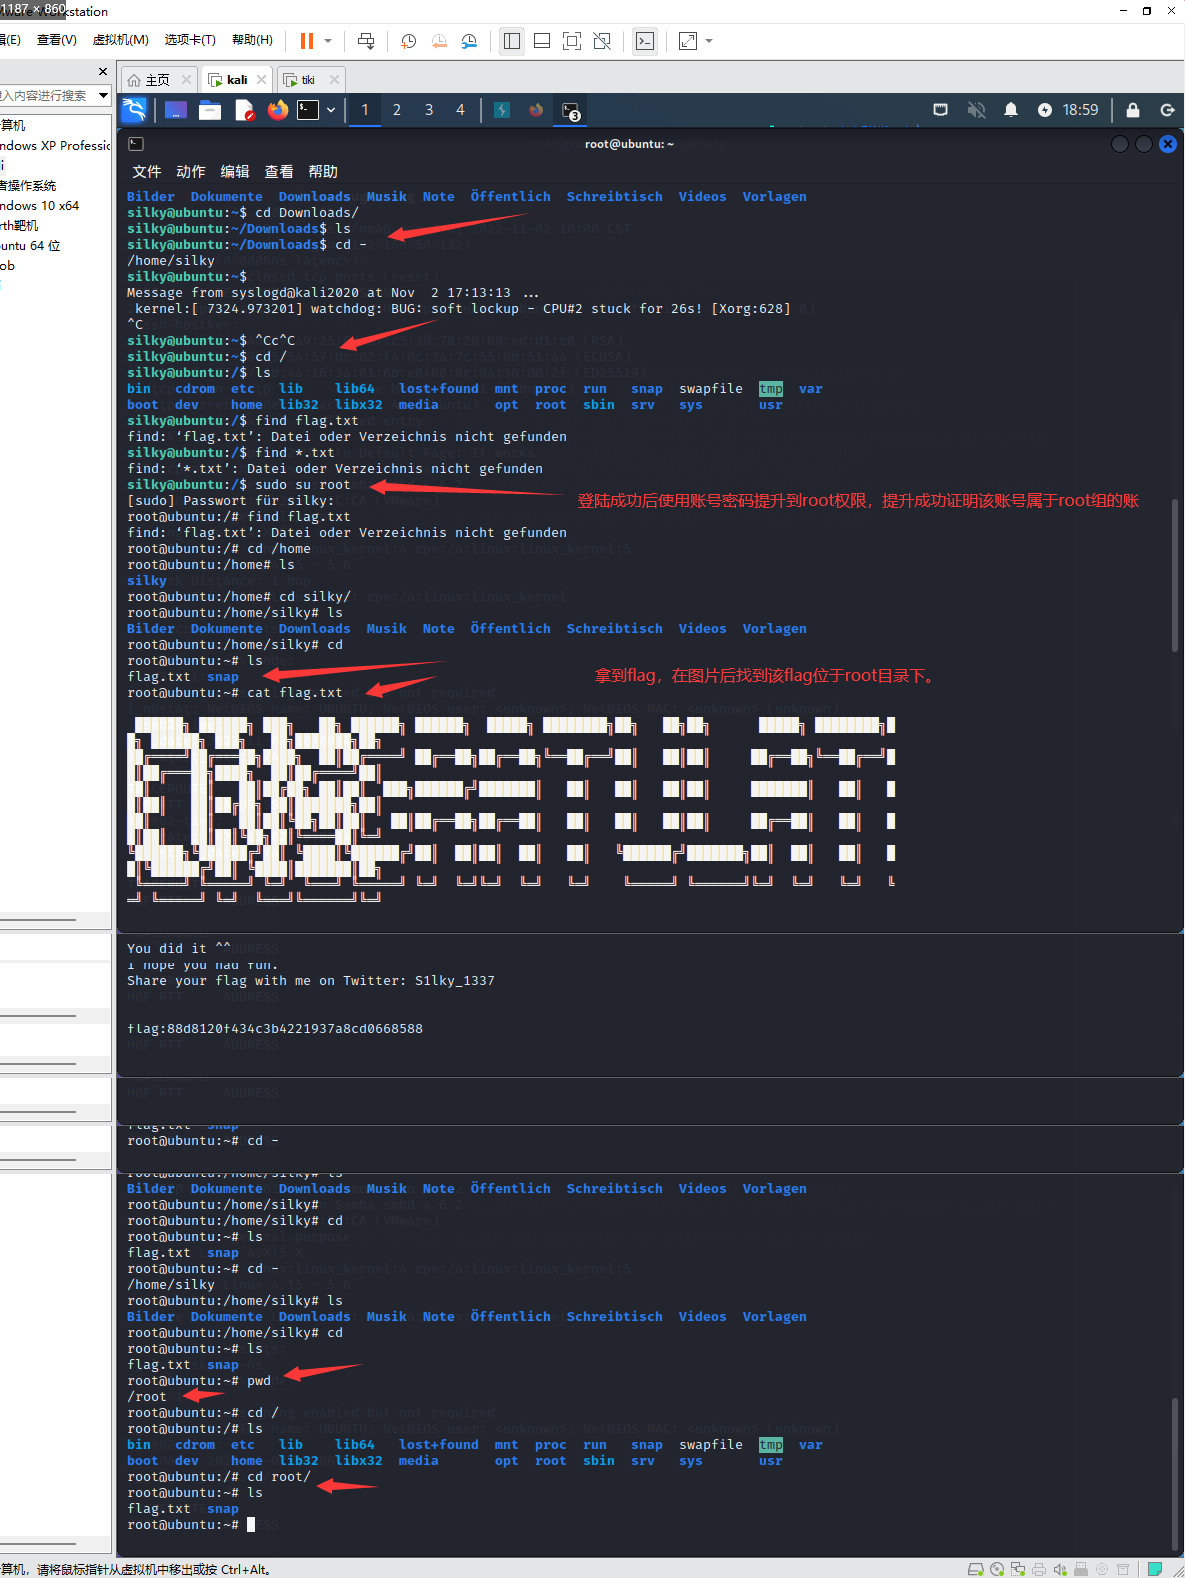 1187 × 860
Workstation
(E) 查看(V) 虚拟机(M) 选项卡(T) 帮助(H)
入内容进行搜索
主页 kali tiki
1 2 3 4 3 18:59
算机
ndows XP Professic
者操作系统
ndows 10 x64
rth靶机
ountu 64 位
ob
root@ubuntu: ~
文件 动作 编辑 查看 帮助
Bilder Dokumente Downloads Musik Note Öffentlich Schreibtisch Videos Vorlagen
silky@ubuntu:~$ cd Downloads/
silky@ubuntu:~/Downloads$ ls
silky@ubuntu:~/Downloads$ cd -
/home/silky
silky@ubuntu:~$
Message from syslogd@kali2020 at Nov  2 17:13:13 ...
kernel:[ 7324.973201] watchdog: BUG: soft lockup - CPU#2 stuck for 26s! [Xorg:628]
^C
silky@ubuntu:~$ ^Cc^C
silky@ubuntu:~$ cd /
silky@ubuntu:/$ ls
bin cdrom etc lib lib64 lost+found mnt proc run snap swapfile tmp var
boot dev home lib32 libx32 media opt root sbin srv sys usr
silky@ubuntu:/$ find flag.txt
find: ‘flag.txt’: Datei oder Verzeichnis nicht gefunden
silky@ubuntu:/$ find *.txt
find: ‘*.txt’: Datei oder Verzeichnis nicht gefunden
silky@ubuntu:/$ sudo su root
[sudo] Passwort für silky:
登陆成功后使用账号密码提升到root权限，提升成功证明该账号属于root组的账
root@ubuntu:/# find flag.txt
find: ‘flag.txt’: Datei oder Verzeichnis nicht gefunden
root@ubuntu:/# cd /home
root@ubuntu:/home# ls
silky
root@ubuntu:/home# cd silky/
root@ubuntu:/home/silky# ls
Bilder Dokumente Downloads Musik Note Öffentlich Schreibtisch Videos Vorlagen
root@ubuntu:/home/silky# cd
root@ubuntu:~# ls
flag.txt snap
拿到flag，在图片后找到该flag位于root目录下。
root@ubuntu:~# cat flag.txt
You did it ^^
I hope you had fun.
Share your flag with me on Twitter: S1lky_1337
flag:88d8120f434c3b4221937a8cd0668588
flag.txt snap
root@ubuntu:~# cd -
root@ubuntu:/home/silky# ls
Bilder Dokumente Downloads Musik Note Öffentlich Schreibtisch Videos Vorlagen
root@ubuntu:/home/silky#
root@ubuntu:/home/silky# cd
root@ubuntu:~# ls
flag.txt snap
root@ubuntu:~# cd -
/home/silky
root@ubuntu:/home/silky# ls
Bilder Dokumente Downloads Musik Note Öffentlich Schreibtisch Videos Vorlagen
root@ubuntu:/home/silky# cd
root@ubuntu:~# ls
flag.txt snap
root@ubuntu:~# pwd
/root
root@ubuntu:~# cd /
root@ubuntu:/# ls
bin cdrom etc lib lib64 lost+found mnt proc run snap swapfile tmp var
boot dev home lib32 libx32 media opt root sbin srv sys usr
root@ubuntu:/# cd root/
root@ubuntu:~# ls
flag.txt snap
root@ubuntu:~#
算机，请将鼠标指针从虚拟机中移出或按 Ctrl+Alt。